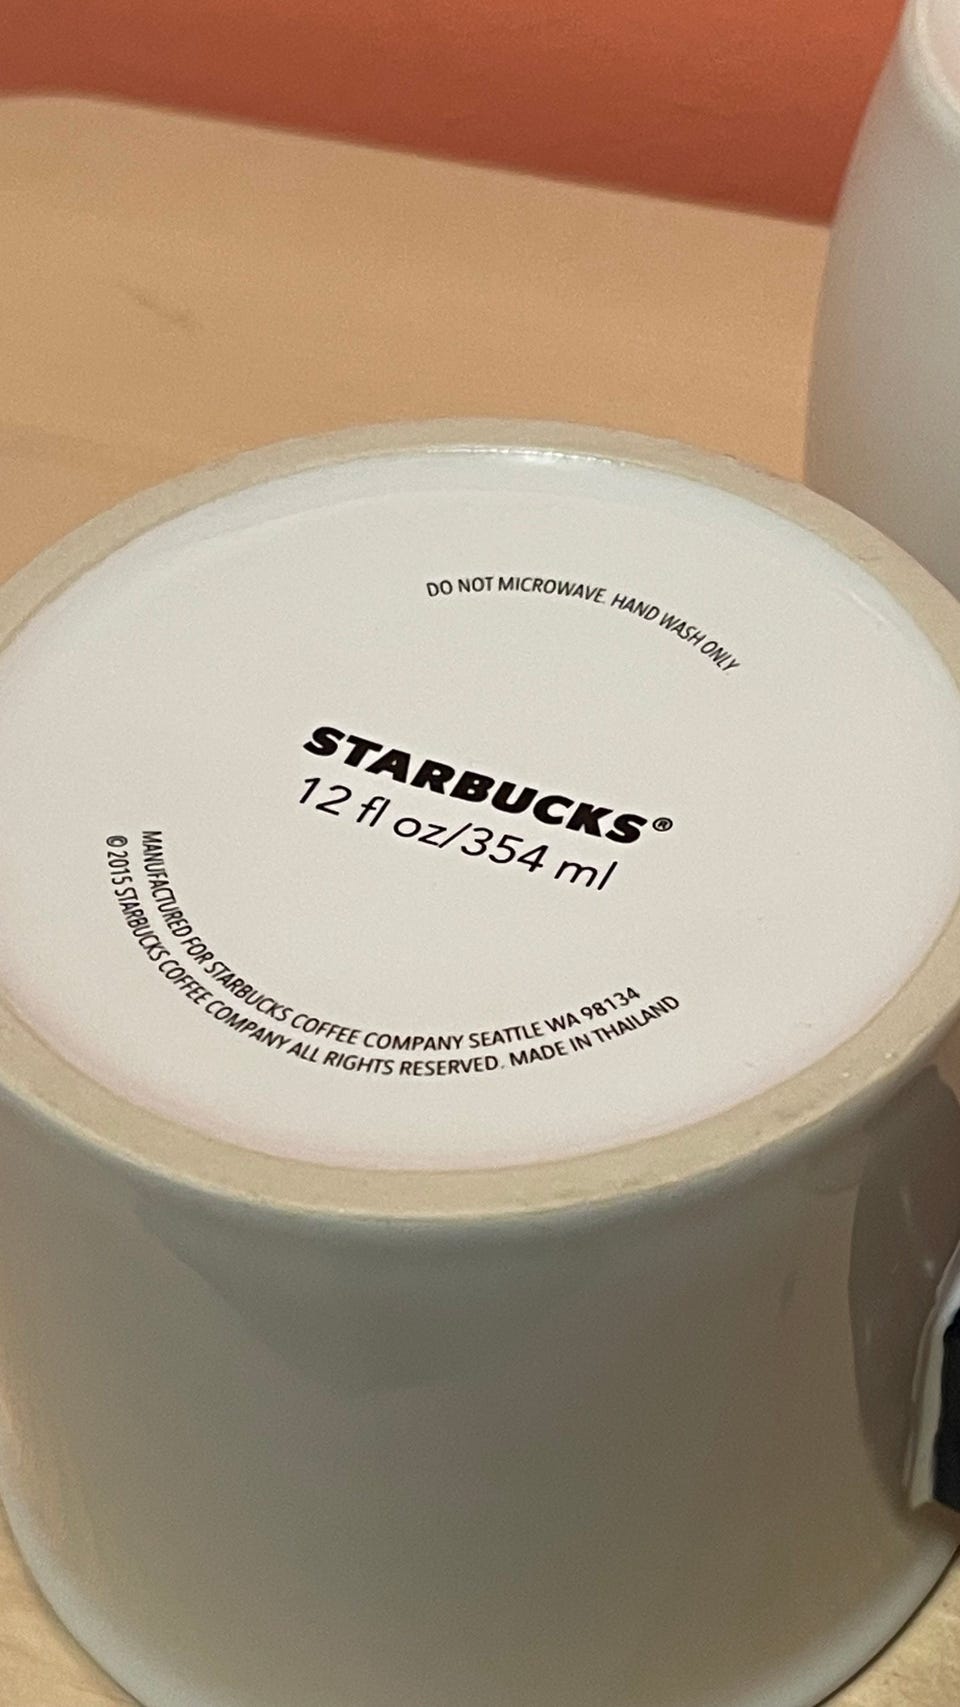 DO NOT MICROWAVE. HAND WASH ONLY.
STARBUCKS®
12 fl oz/354 ml
MANUFACTURED FOR STARBUCKS COFFEE COMPANY SEATTLE WA 98134
© 2015 STARBUCKS COFFEE COMPANY ALL RIGHTS RESERVED. MADE IN THAILAND